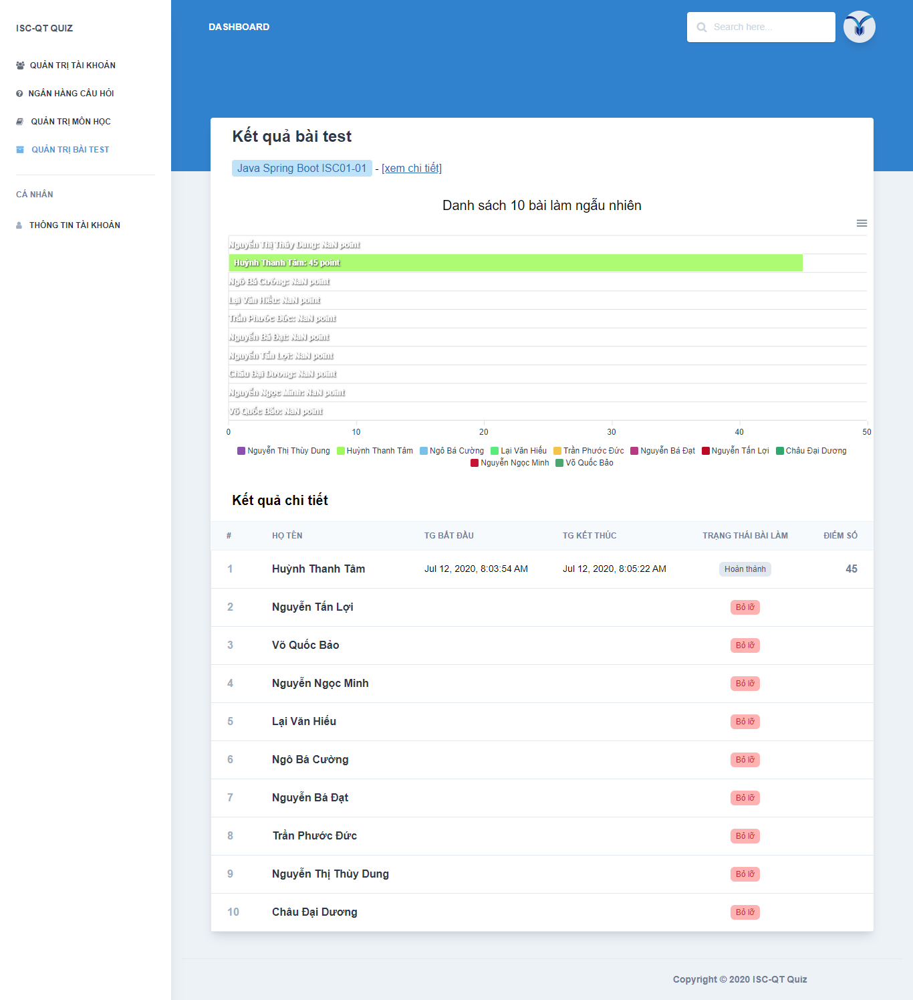 ISC-QT QUIZ
QUẢN TRỊ TÀI KHOẢN
NGÂN HÀNG CÂU HỎI
QUẢN TRỊ MÔN HỌC
QUẢN TRỊ BÀI TEST
CÁ NHÂN
THÔNG TIN TÀI KHOẢN
DASHBOARD
Search here...
Kết quả bài test
Java Spring Boot ISC01-01 - [xem chi tiết]
Danh sách 10 bài làm ngẫu nhiên
Nguyễn Thị Thùy Dung: NaN point
Huỳnh Thanh Tâm: 45 point
Ngô Bá Cường: NaN point
Lại Văn Hiếu: NaN point
Trần Phước Đức: NaN point
Nguyễn Bá Đạt: NaN point
Nguyễn Tấn Lợi: NaN point
Châu Đại Dương: NaN point
Nguyễn Ngọc Minh: NaN point
Võ Quốc Bảo: NaN point
0 10 20 30 40 50
Nguyễn Thị Thùy Dung Huỳnh Thanh Tâm Ngô Bá Cường Lại Văn Hiếu Trần Phước Đức Nguyễn Bá Đạt Nguyễn Tấn Lợi Châu Đại Dương
Nguyễn Ngọc Minh Võ Quốc Bảo
Kết quả chi tiết
# HỌ TÊN TG BẮT ĐẦU TG KẾT THÚC TRẠNG THÁI BÀI LÀM ĐIỂM SỐ
1 Huỳnh Thanh Tâm Jul 12, 2020, 8:03:54 AM Jul 12, 2020, 8:05:22 AM Hoàn thành 45
2 Nguyễn Tấn Lợi Bỏ lỡ
3 Võ Quốc Bảo Bỏ lỡ
4 Nguyễn Ngọc Minh Bỏ lỡ
5 Lại Văn Hiếu Bỏ lỡ
6 Ngô Bá Cường Bỏ lỡ
7 Nguyễn Bá Đạt Bỏ lỡ
8 Trần Phước Đức Bỏ lỡ
9 Nguyễn Thị Thùy Dung Bỏ lỡ
10 Châu Đại Dương Bỏ lỡ
Copyright © 2020 ISC-QT Quiz